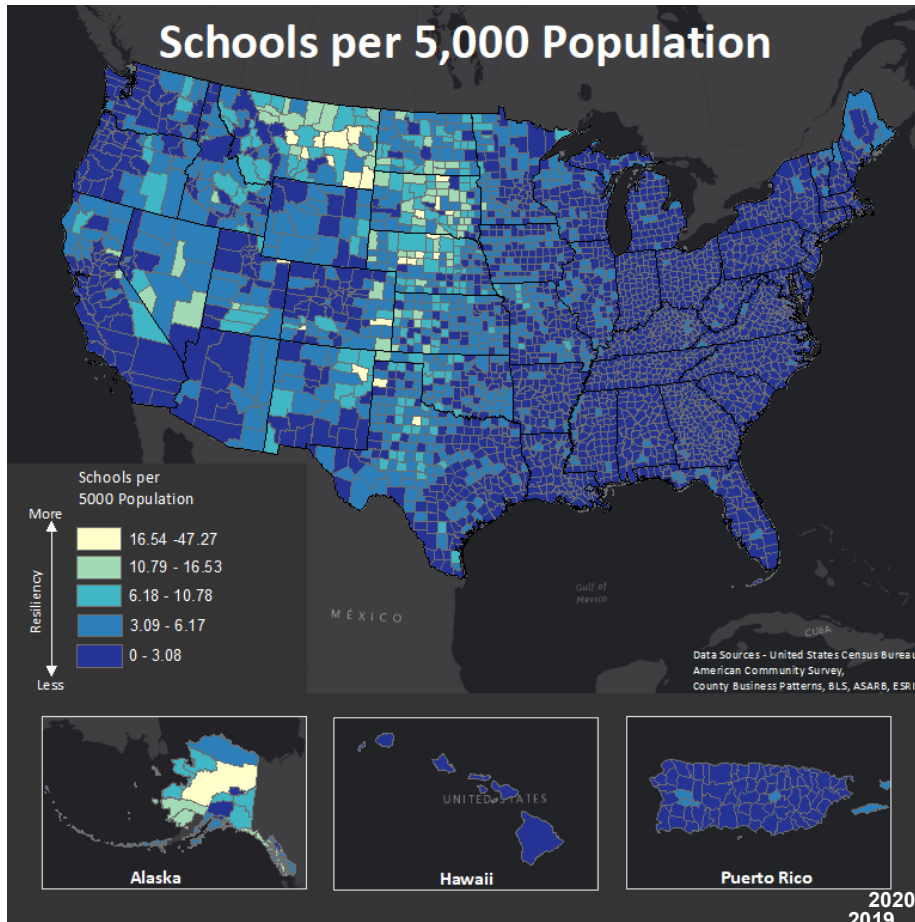 Schools per 5,000 Population
Schools per
5000 Population
More
Resiliency
Less
16.54 -47.27
10.79 - 16.53
6.18 - 10.78
3.09 - 6.17
0 - 3.08
MÉXICO
Gulf of
Mexico
CUBA
Data Sources - United States Census Bureau
American Community Survey,
County Business Patterns, BLS, ASARB, ESRI
UNITED STATES
Alaska
Hawaii
Puerto Rico
2020
2019